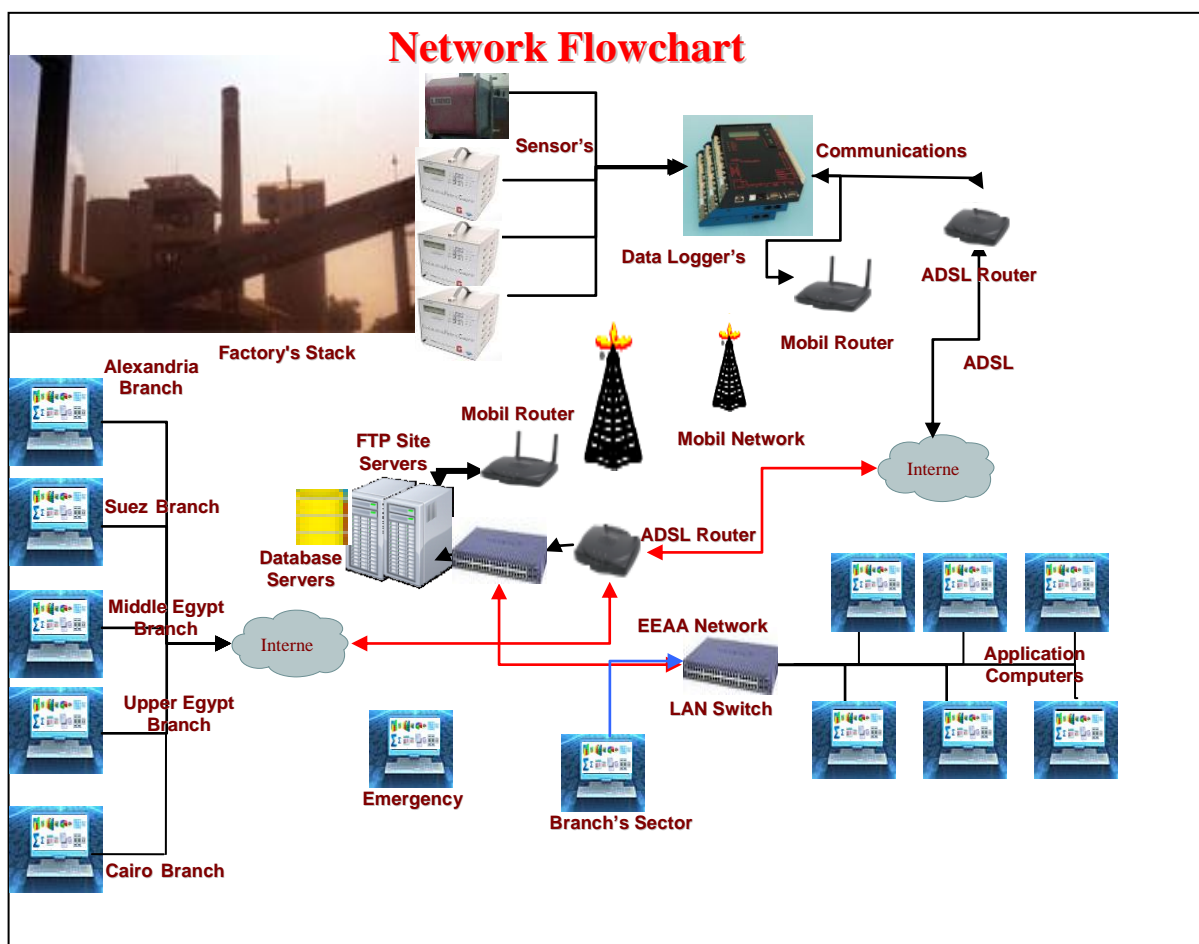 Network Flowchart
Sensor's
Communications
Data Logger's
ADSL Router
Mobil Router
Factory's Stack
ADSL
Alexandria
Branch
Mobil Router
Mobil Network
FTP Site
Servers
Interne
Suez Branch
ADSL Router
Database
Servers
Middle Egypt
Branch
Interne
EEAA Network
Application
Computers
Upper Egypt
Branch
LAN Switch
Emergency
Branch's Sector
Cairo Branch